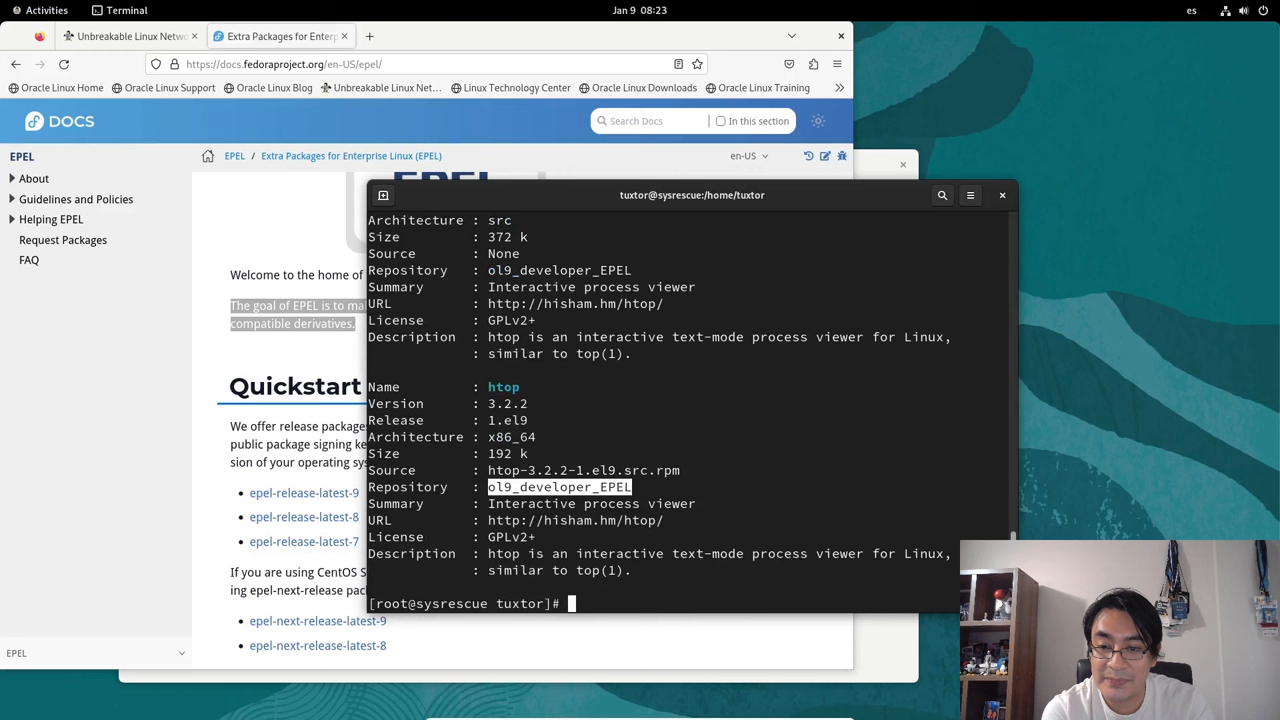 Activities
Terminal
Jan 9 08:23
es
Unbreakable Linux Netwo
Extra Packages for Enterp
https://docs.fedoraproject.org/en-US/epel/
Oracle Linux Home
Oracle Linux Support
Oracle Linux Blog
Unbreakable Linux Net...
Linux Technology Center
Oracle Linux Downloads
Oracle Linux Training
DOCS
Search Docs
In this section
EPEL
EPEL / Extra Packages for Enterprise Linux (EPEL)
en-US
About
Guidelines and Policies
Helping EPEL
Request Packages
FAQ
EPEL
Welcome to the home of
The goal of EPEL is to ma
compatible derivatives.
Quickstart
We offer release packages
public package signing ke
sion of your operating sys
epel-release-latest-9
epel-release-latest-8
epel-release-latest-7
If you are using CentOS S
ing epel-next-release pack
epel-next-release-latest-9
epel-next-release-latest-8
EPEL
tuxtor@sysrescue:/home/tuxtor
Architecture : src
Size : 372 k
Source : None
Repository : ol9_developer_EPEL
Summary : Interactive process viewer
URL : http://hisham.hm/htop/
License : GPLv2+
Description : htop is an interactive text-mode process viewer for Linux,
: similar to top(1).
Name : htop
Version : 3.2.2
Release : 1.el9
Architecture : x86_64
Size : 192 k
Source : htop-3.2.2-1.el9.src.rpm
Repository : ol9_developer_EPEL
Summary : Interactive process viewer
URL : http://hisham.hm/htop/
License : GPLv2+
Description : htop is an interactive text-mode process viewer for Linux,
: similar to top(1).
[root@sysrescue tuxtor]#